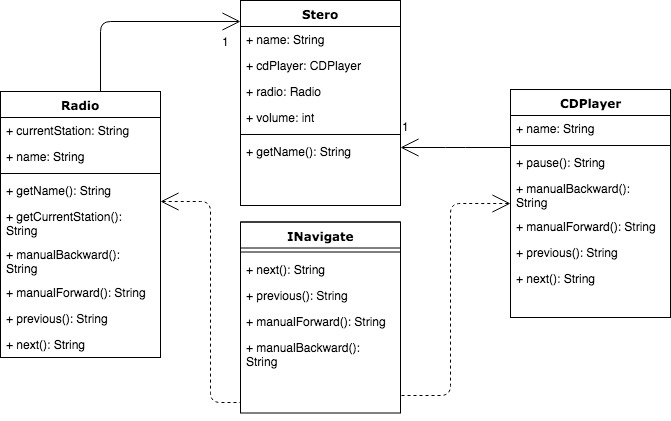 Stero
+ name: String
+ cdPlayer: CDPlayer
+ radio: Radio
+ volume: int
+ getName(): String
1
1
Radio
+ currentStation: String
+ name: String
+ getName(): String
+ getCurrentStation():
String
+ manualBackward():
String
+ manualForward(): String
+ previous(): String
+ next(): String
CDPlayer
+ name: String
+ pause(): String
+ manualBackward():
String
+ manualForward(): String
+ previous(): String
+ next(): String
INavigate
+ next(): String
+ previous(): String
+ manualForward(): String
+ manualBackward():
String